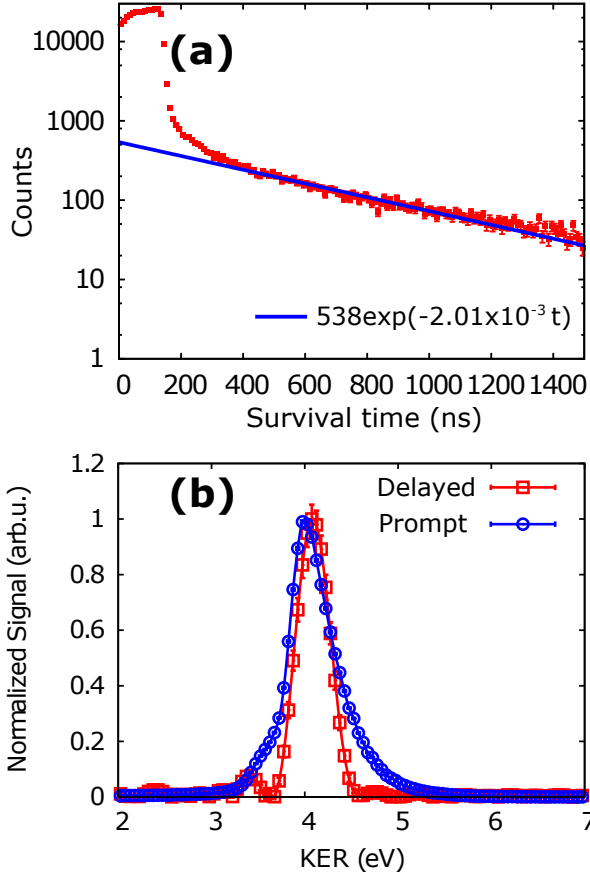 (a)
10000
1000
100
10
1
Counts
538exp(-2.01x10⁻³ t)
0 200 400 600 800 1000 1200 1400
Survival time (ns)
(b)
Delayed
Prompt
1.2
1
0.8
0.6
0.4
0.2
0
Normalized Signal (arb.u.)
2 3 4 5 6 7
KER (eV)